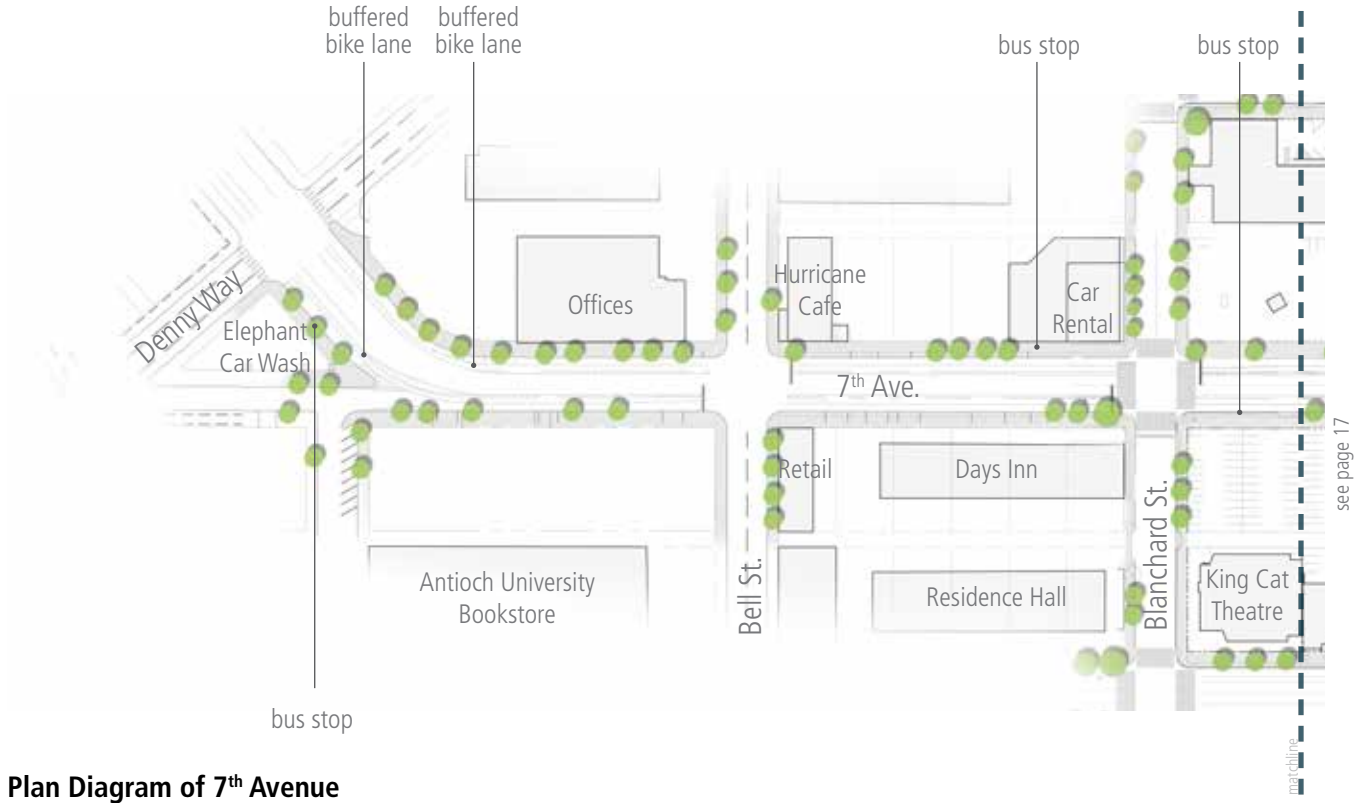 buffered
bike lane
buffered
bike lane
bus stop
bus stop
Denny Way
Elephant
Car Wash
Offices
Hurricane
Cafe
Car
Rental
7th Ave.
see page 17
Retail
Days Inn
Antioch University
Bookstore
Bell St.
Residence Hall
Blanchard St.
King Cat
Theatre
bus stop
matchline
Plan Diagram of 7th Avenue